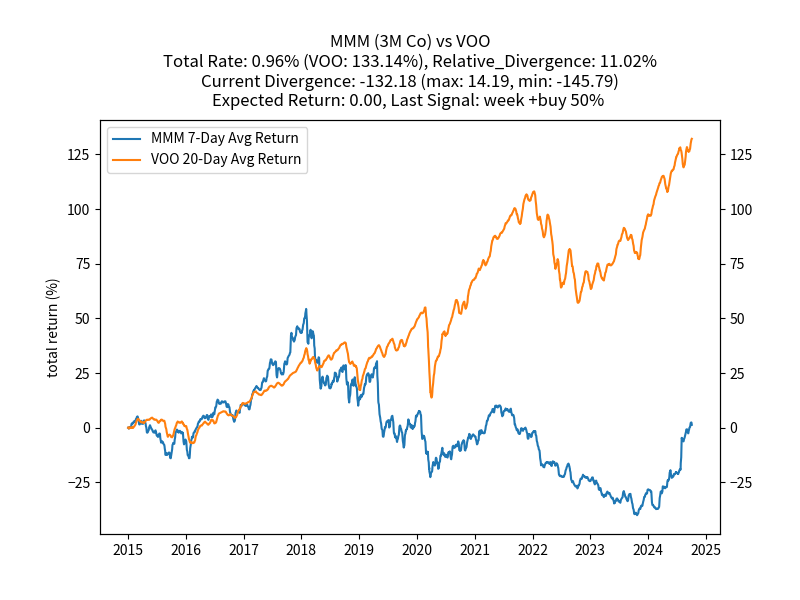 MMM (3M Co) vs VOO
Total Rate: 0.96% (VOO: 133.14%), Relative_Divergence: 11.02%
Current Divergence: -132.18 (max: 14.19, min: -145.79)
Expected Return: 0.00, Last Signal: week +buy 50%
MMM 7-Day Avg Return
VOO 20-Day Avg Return
total return (%)
125
100
75
50
25
0
−25
125
100
75
50
25
0
−25
2015 2016 2017 2018 2019 2020 2021 2022 2023 2024 2025